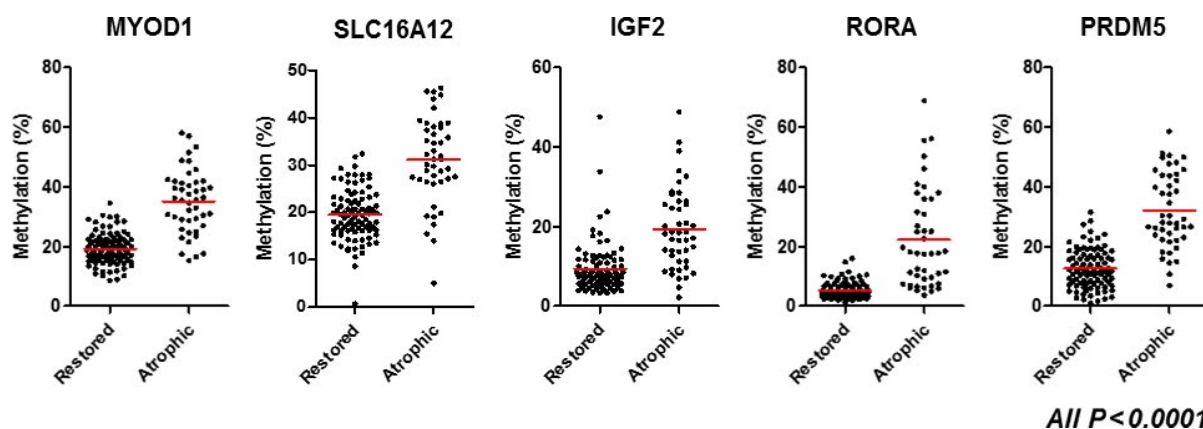 MYOD1
SLC16A12
IGF2
RORA
PRDM5
Methylation (%)
80
60
40
20
0
Restored
Atrophic
Methylation (%)
50
40
30
20
10
0
Restored
Atrophic
Methylation (%)
60
40
20
0
Restored
Atrophic
Methylation (%)
80
60
40
20
0
Restored
Atrophic
Methylation (%)
80
60
40
20
0
Restored
Atrophic
All P<0.0001